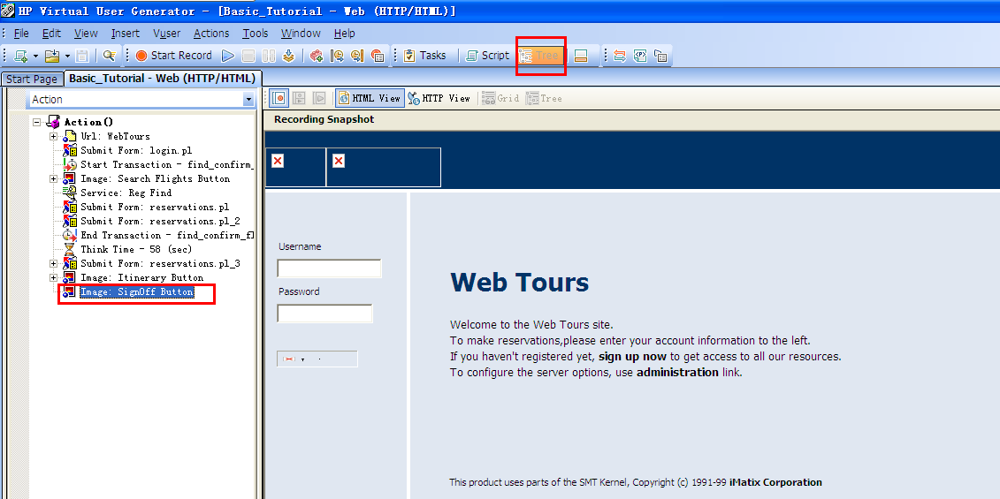 HP Virtual User Generator - [Basic_Tutorial - Web (HTTP/HTML)]
File Edit View Insert Vuser Actions Tools Window Help
Start Record Tasks Script Tree
Start Page Basic_Tutorial - Web (HTTP/HTML)
Action HTML View HTTP View Grid Tree
Recording Snapshot
Action()
Url: WebTours
Submit Form: login.pl
Start Transaction - find_confirm_
Image: Search Flights Button
Service: Reg Find
Submit Form: reservations.pl
Submit Form: reservations.pl_2
End Transaction - find_confirm_fl
Think Time - 58 (sec)
Submit Form: reservations.pl_3
Image: Itinerary Button
Image: SignOff Button
Username
Password
Web Tours
Welcome to the Web Tours site.
To make reservations,please enter your account information to the left.
If you haven't registered yet, sign up now to get access to all our resources.
To configure the server options, use administration link.
This product uses parts of the SMT Kernel, Copyright (c) 1991-99 iMatix Corporation